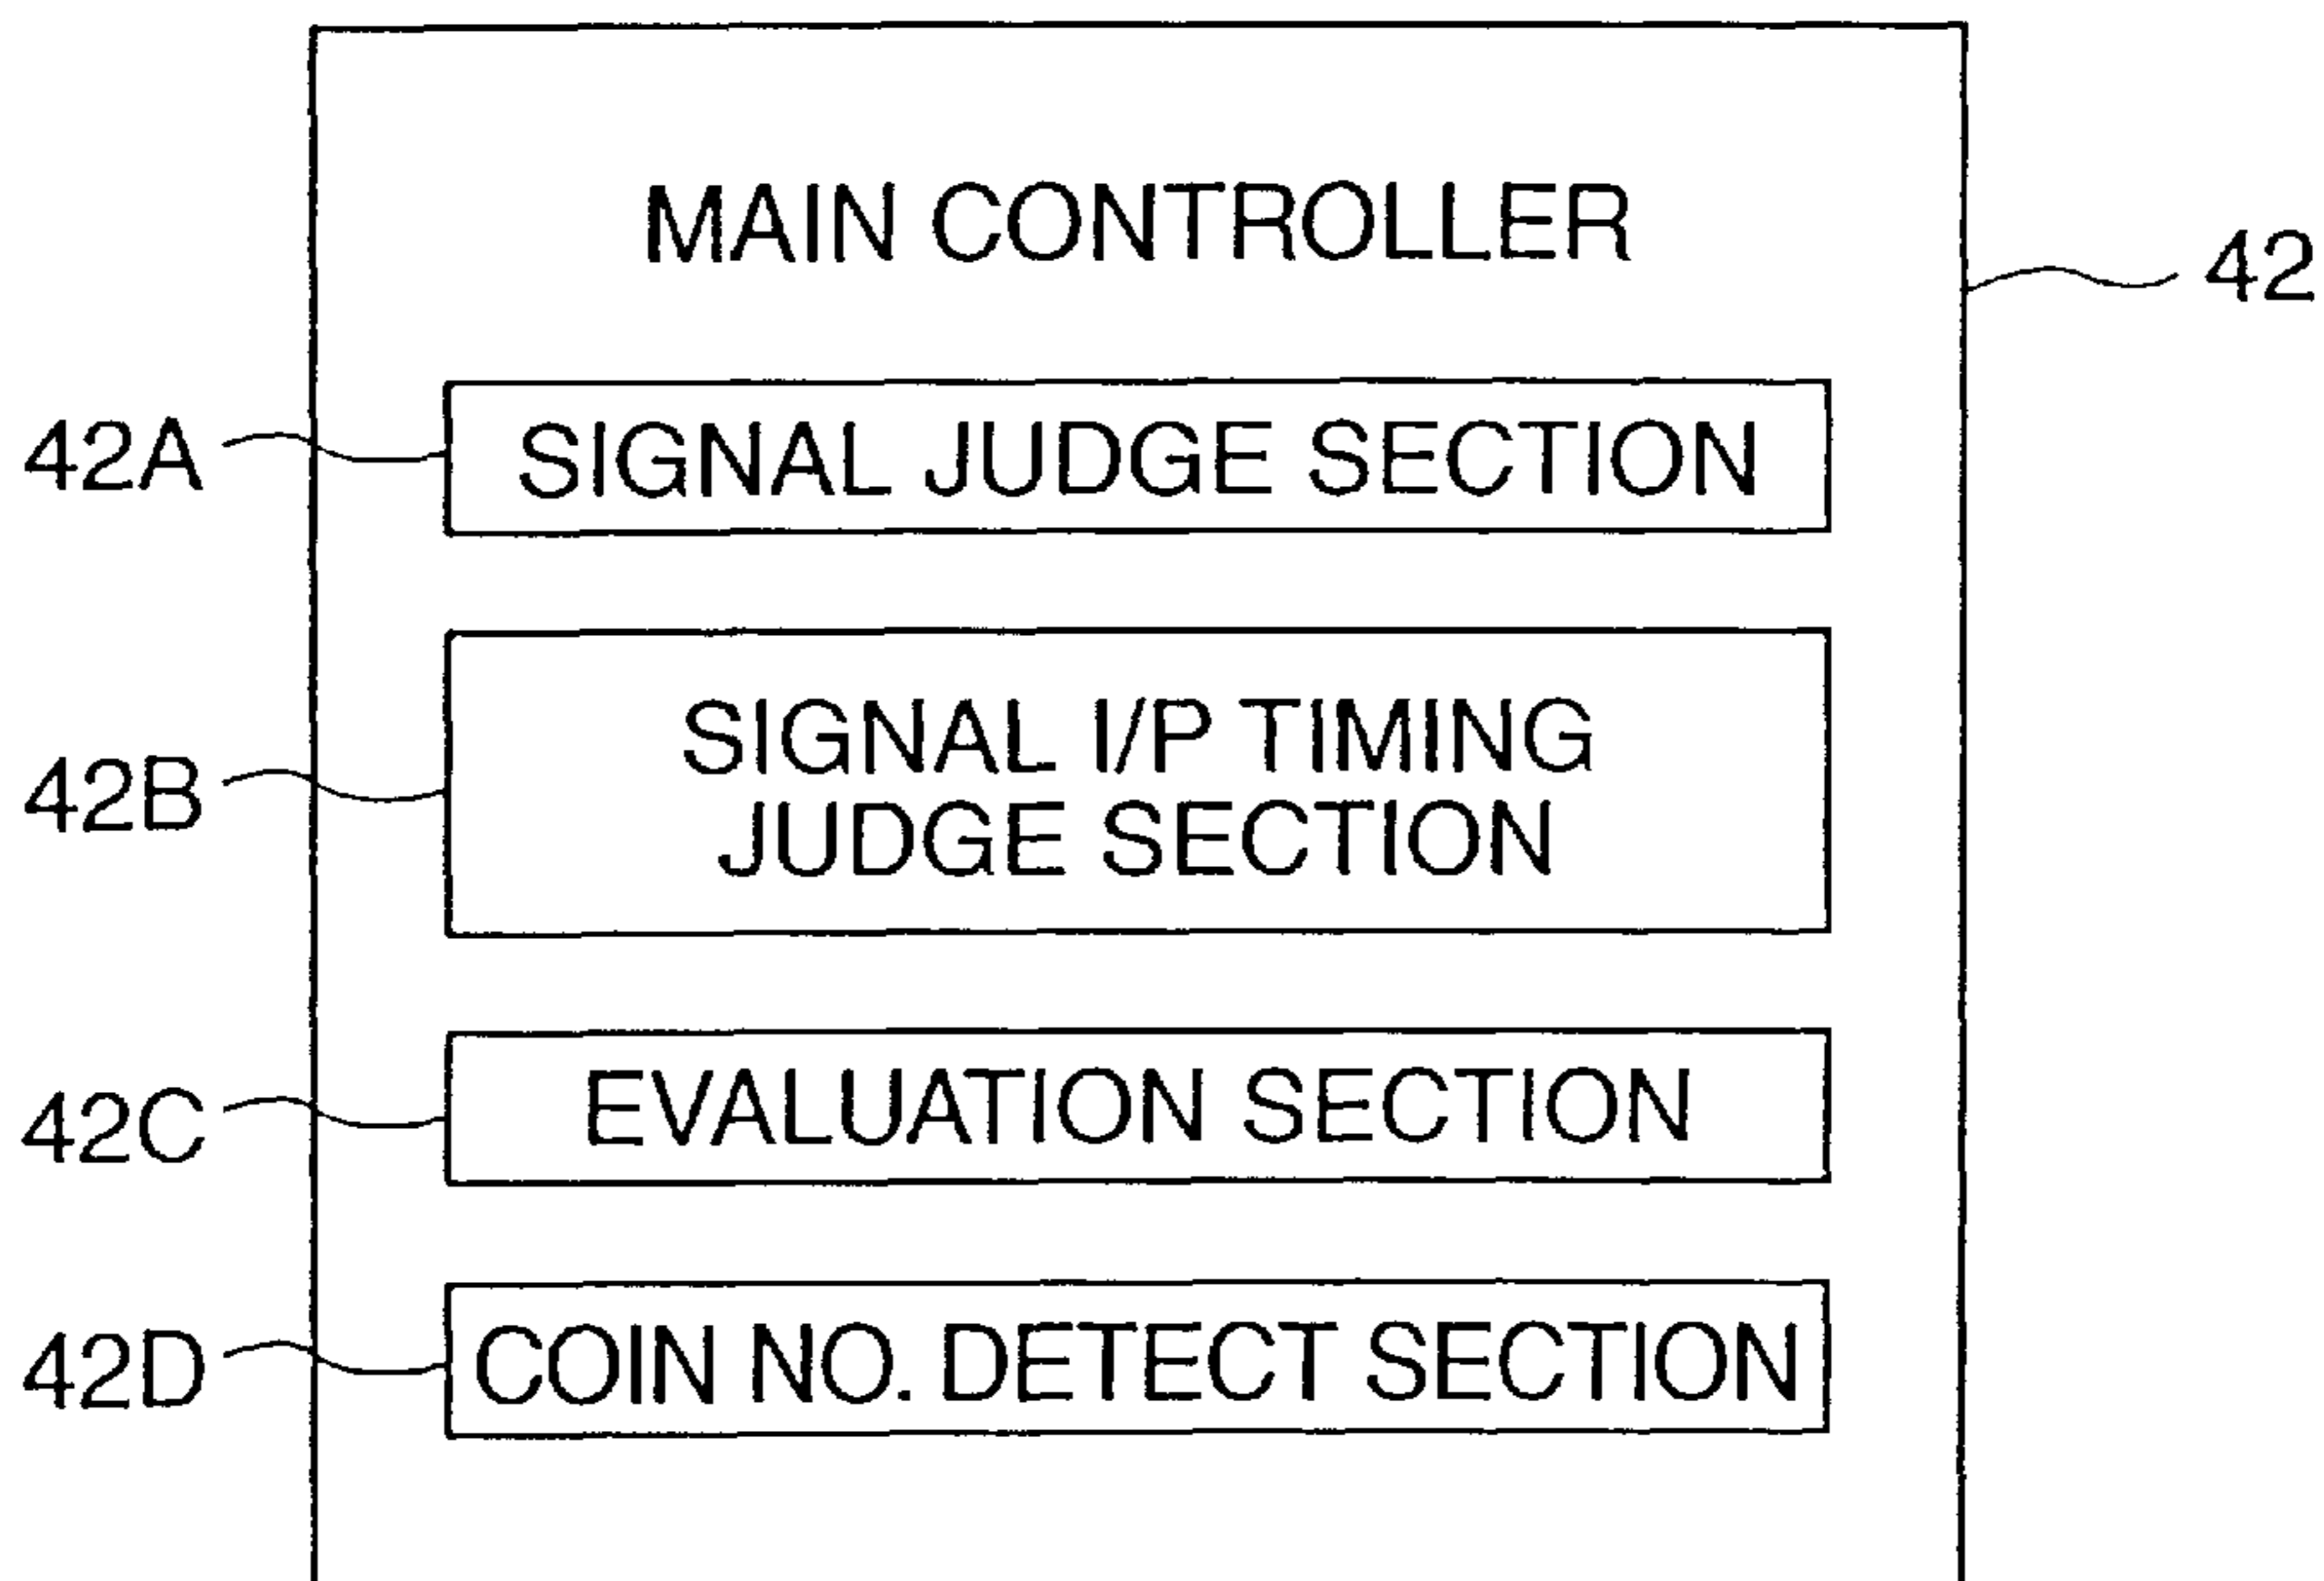 MAIN CONTROLLER
42
42A
SIGNAL JUDGE SECTION
42B
SIGNAL I/P TIMING
JUDGE SECTION
42C
EVALUATION SECTION
42D
COIN NO. DETECT SECTION